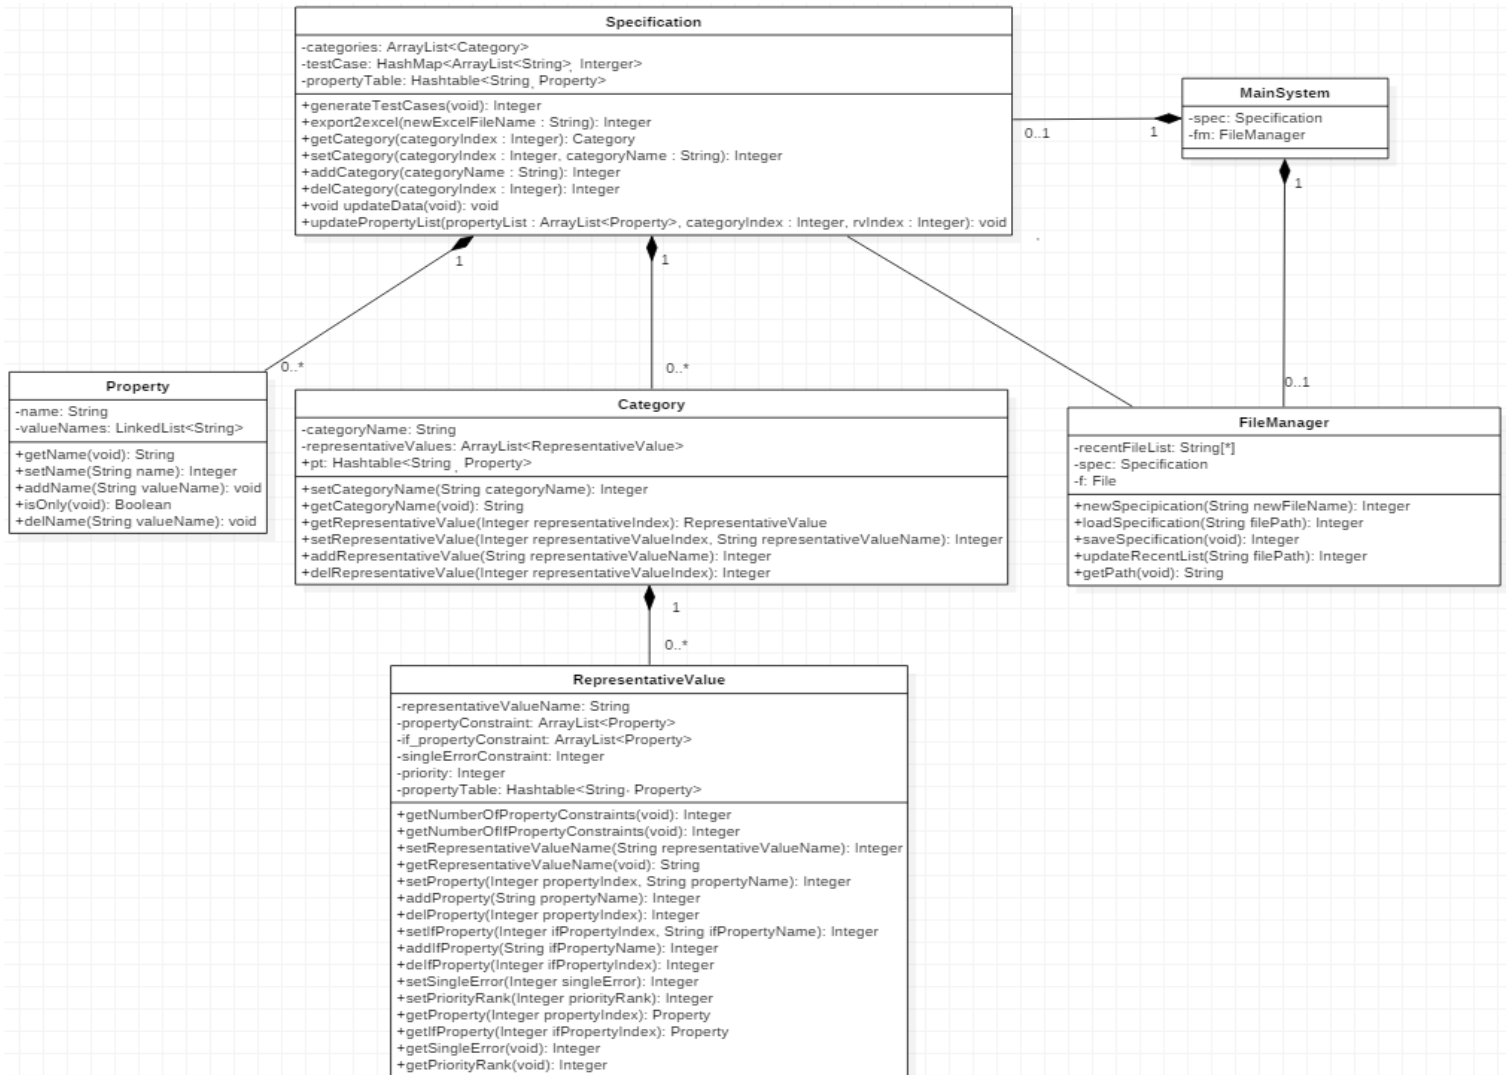 Specification
-categories: ArrayList<Category>
-testCase: HashMap<ArrayList<String>, Interger>
-propertyTable: Hashtable<String, Property>
+generateTestCases(void): Integer
+export2excel(newExcelFileName : String): Integer
+getCategory(categoryIndex : Integer): Category
+setCategory(categoryIndex : Integer, categoryName : String): Integer
+addCategory(categoryName : String): Integer
+delCategory(categoryIndex : Integer): Integer
+void updateData(void): void
+updatePropertyList(propertyList : ArrayList<Property>, categoryIndex : Integer, rvIndex : Integer): void
MainSystem
-spec: Specification
-fm: FileManager
0..1
1
1
1
1
0..*
0..*
0..1
Property
-name: String
-valueNames: LinkedList<String>
+getName(void): String
+setName(String name): Integer
+addName(String valueName): void
+isOnly(void): Boolean
+delName(String valueName): void
Category
-categoryName: String
-representativeValues: ArrayList<RepresentativeValue>
+pt: Hashtable<String, Property>
+setCategoryName(String categoryName): Integer
+getCategoryName(void): String
+getRepresentativeValue(Integer representativeIndex): RepresentativeValue
+setRepresentativeValue(Integer representativeValueIndex, String representativeValueName): Integer
+addRepresentativeValue(String representativeValueName): Integer
+delRepresentativeValue(Integer representativeValueIndex): Integer
FileManager
-recentFileList: String[*]
-spec: Specification
-f: File
+newSpecipication(String newFileName): Integer
+loadSpecification(String filePath): Integer
+saveSpecification(void): Integer
+updateRecentList(String filePath): Integer
+getPath(void): String
1
0..*
RepresentativeValue
-representativeValueName: String
-propertyConstraint: ArrayList<Property>
-if_propertyConstraint: ArrayList<Property>
-singleErrorConstraint: Integer
-priority: Integer
-propertyTable: Hashtable<String, Property>
+getNumberOfPropertyConstraints(void): Integer
+getNumberOfIfPropertyConstraints(void): Integer
+setRepresentativeValueName(String representativeValueName): Integer
+getRepresentativeValueName(void): String
+setProperty(Integer propertyIndex, String propertyName): Integer
+addProperty(String propertyName): Integer
+delProperty(Integer propertyIndex): Integer
+setIfProperty(Integer ifPropertyIndex, String ifPropertyName): Integer
+addIfProperty(String ifPropertyName): Integer
+delfProperty(Integer ifPropertyIndex): Integer
+setSingleError(Integer singleError): Integer
+setPriorityRank(Integer priorityRank): Integer
+getProperty(Integer propertyIndex): Property
+getIfProperty(Integer ifPropertyIndex): Property
+getSingleError(void): Integer
+getPriorityRank(void): Integer